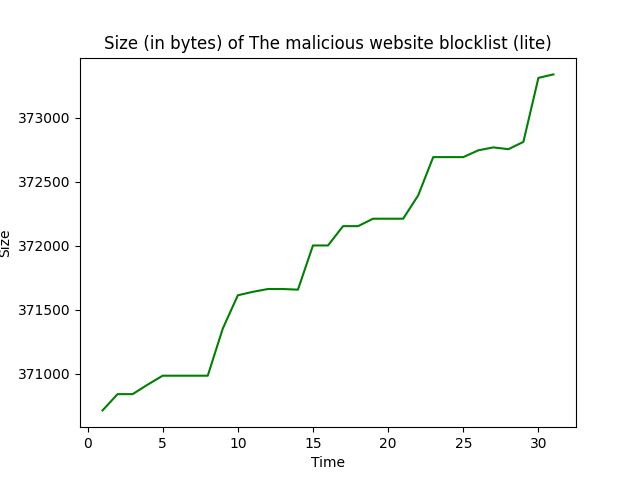 Size (in bytes) of The malicious website blocklist (lite)
373000
372500
372000
371500
371000
Size
0 5 10 15 20 25 30
Time